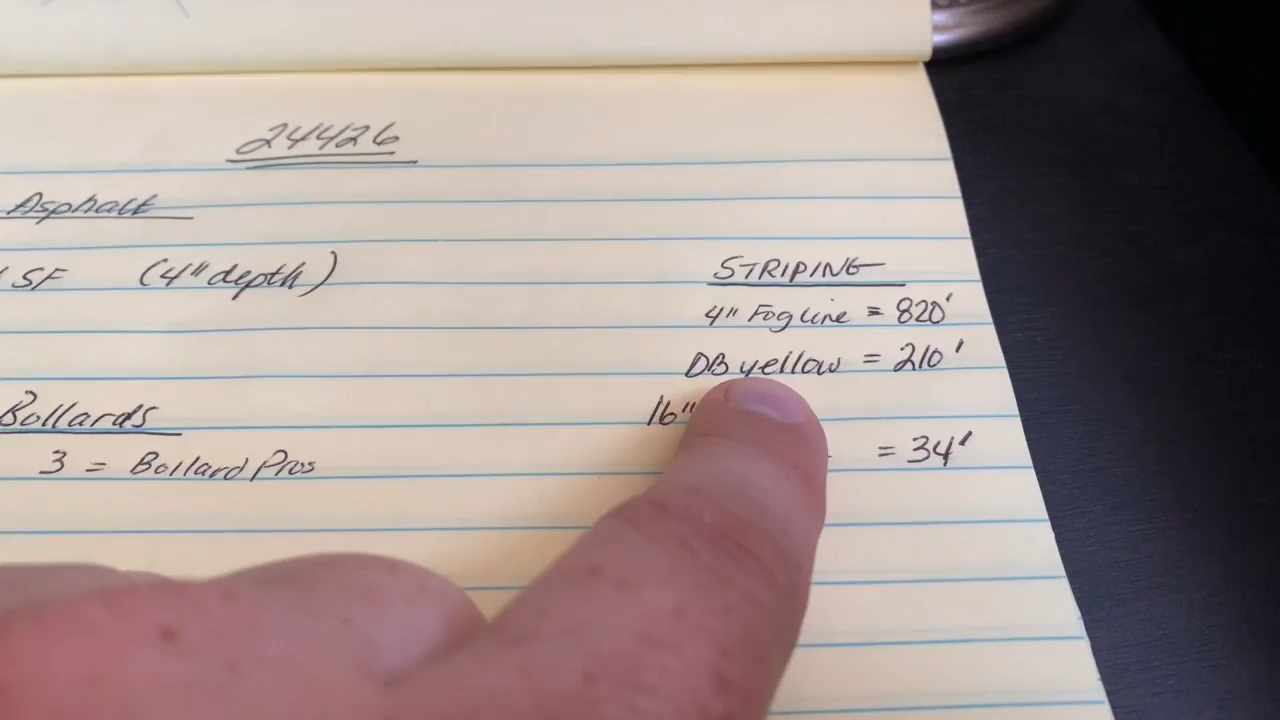 24426
Asphalt
SF (4" depth)
Bollards
3 = Bollard Pros
STRIPING
4" Fog Line = 820'
DB yellow = 210'
16"
= 34'